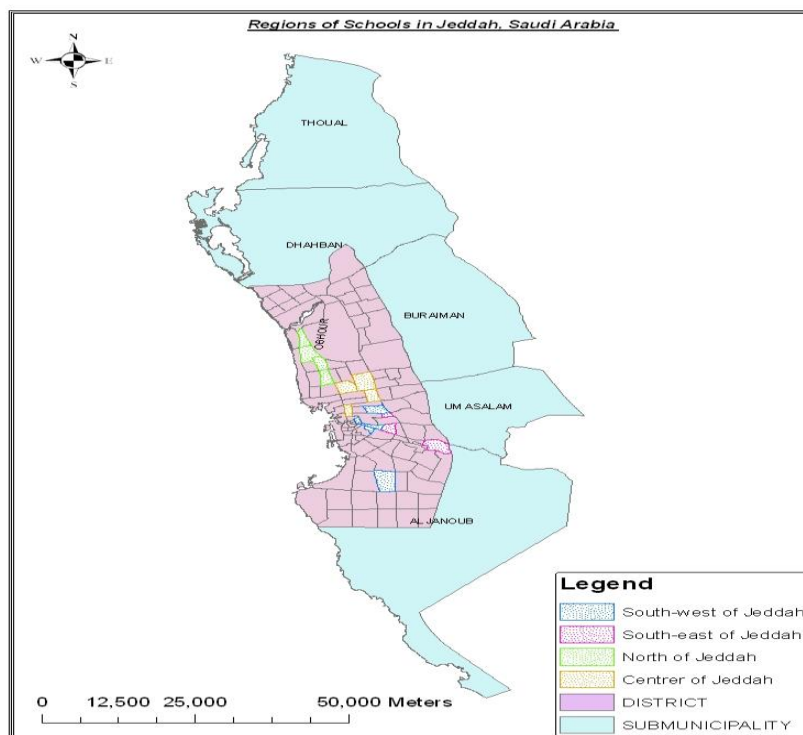 Regions of Schools in Jeddah, Saudi Arabia
N
W E
S
THOUAL
DHAHBAN
BURAIMAN
OBHOUR
UM ASALAM
AL JANOUB
Legend
South-west of Jeddah
South-east of Jeddah
North of Jeddah
Centrer of Jeddah
DISTRICT
SUBMUNICIPALITY
0 12,500 25,000 50,000 Meters